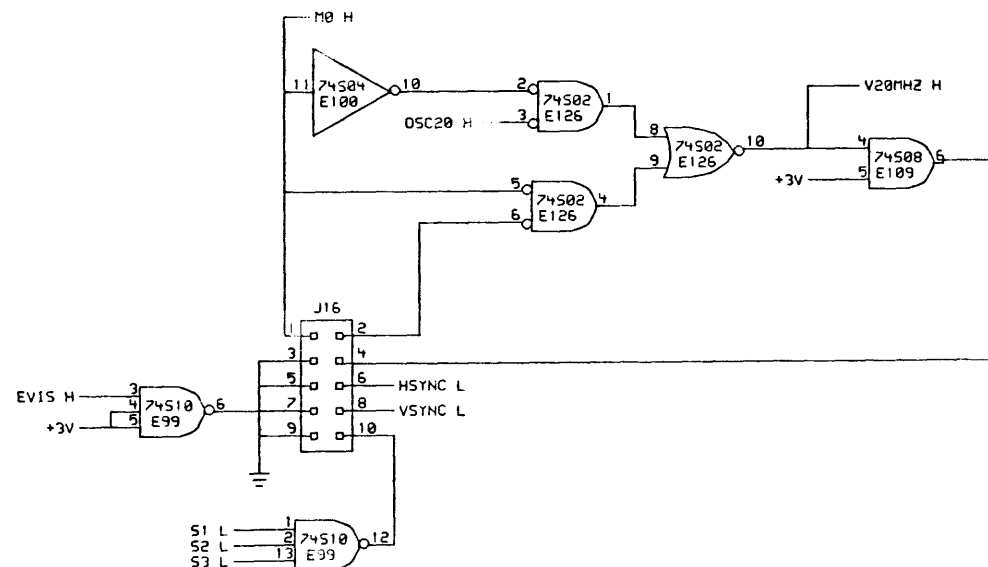 M0 H
11 74S04 10
E100
2 74S02 1
3 E126
OSC20 H
8 74S02 10
9 E126
V20MHZ H
4 74S08 6
5 E109
+3V
5 74S02 4
6 E126
J16
1 2
3 4
5 6 HSYNC L
7 8 VSYNC L
9 10
EVIS H 3 74S10 6
4 E99
+3V 5
S1 L 1 74S10 12
S2 L 2 E99
S3 L 13